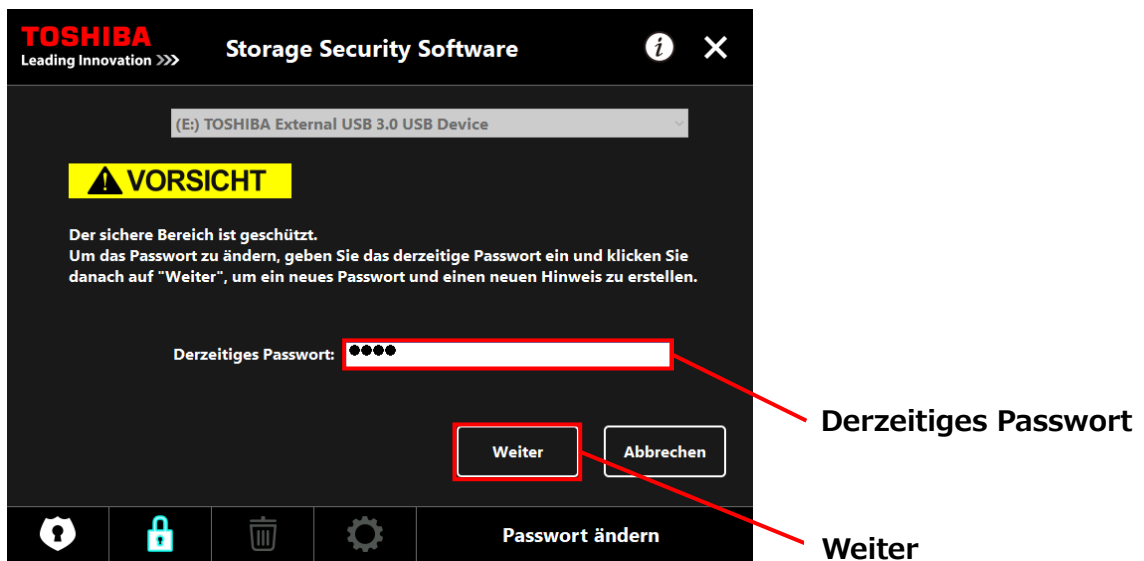 TOSHIBA
Leading Innovation >>>
Storage Security Software
(E:) TOSHIBA External USB 3.0 USB Device
VORSICHT
Der sichere Bereich ist geschützt.
Um das Passwort zu ändern, geben Sie das derzeitige Passwort ein und klicken Sie
danach auf "Weiter", um ein neues Passwort und einen neuen Hinweis zu erstellen.
Derzeitiges Passwort: ●●●●
Derzeitiges Passwort
Weiter
Abbrechen
Passwort ändern
Weiter